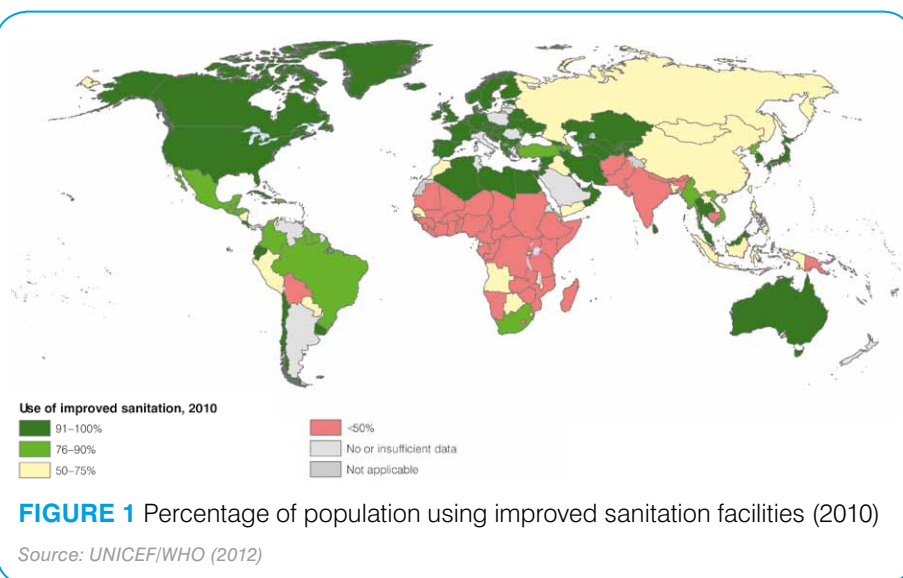 Use of improved sanitation, 2010
91–100%
76–90%
50–75%
<50%
No or insufficient data
Not applicable
FIGURE 1 Percentage of population using improved sanitation facilities (2010)
Source: UNICEF/WHO (2012)